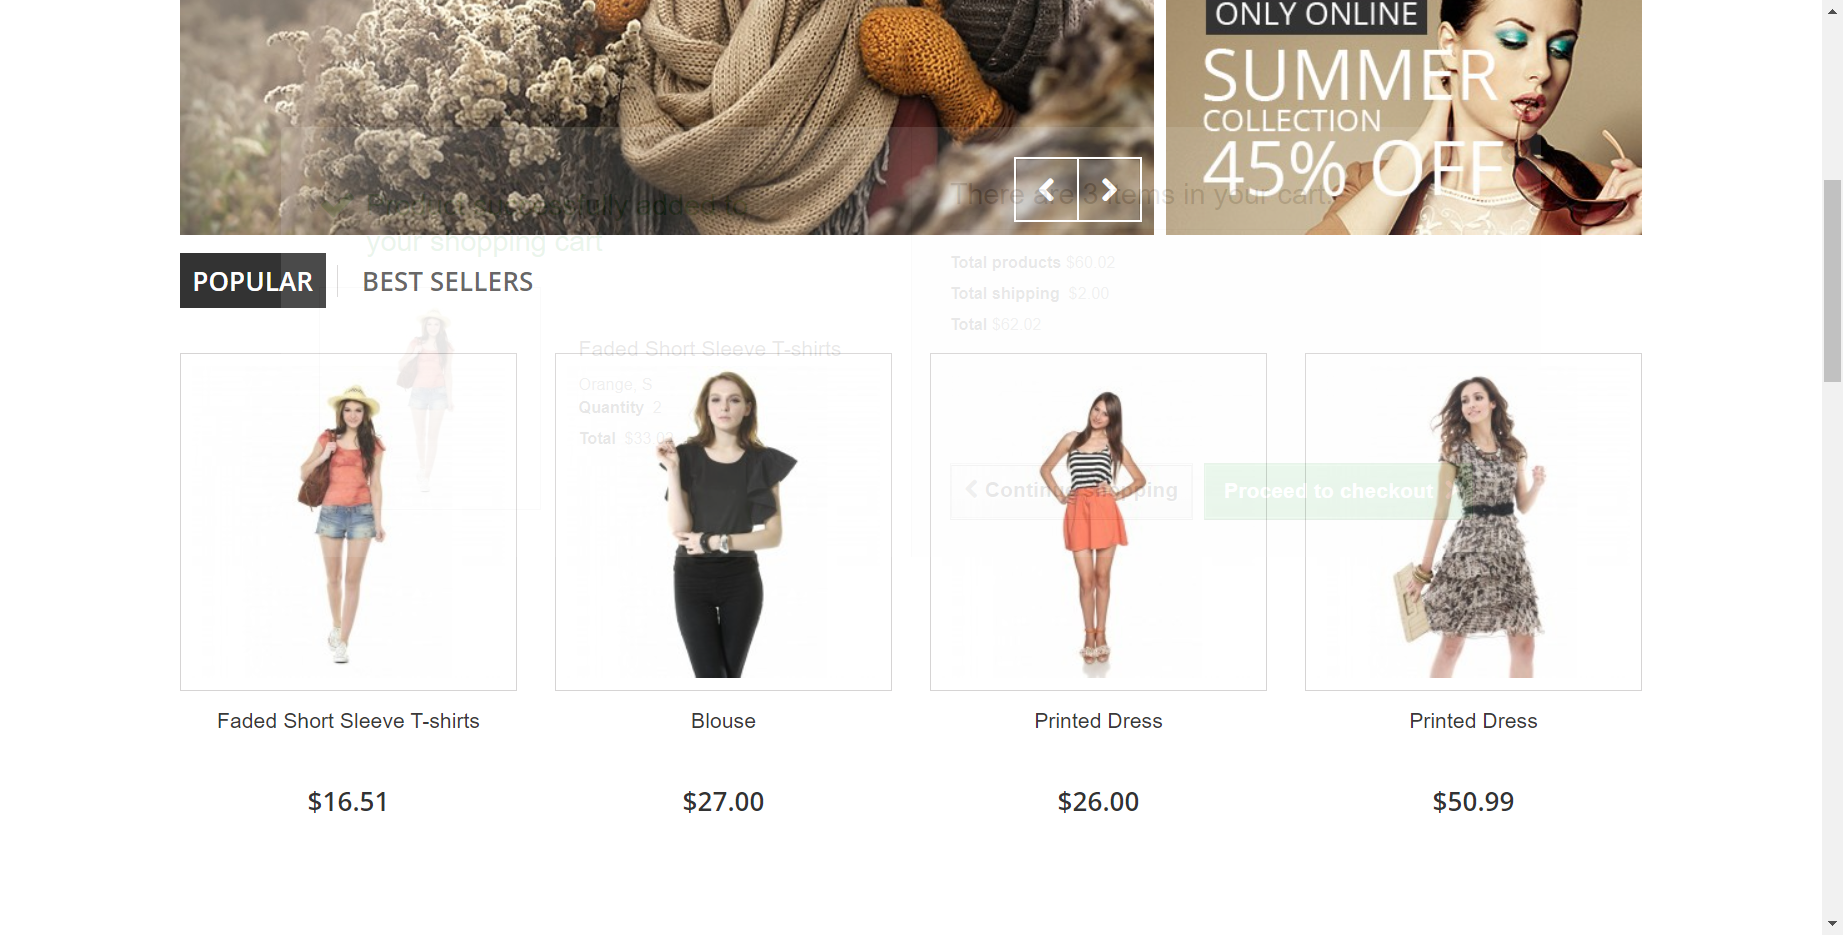 ONLY ONLINE
SUMMER
COLLECTION
45% OFF
There are 3 items in your cart.
successfully added to
your shopping cart
Total products $60.02
Total shipping $2.00
Total $62.02
POPULAR
BEST SELLERS
Faded Short Sleeve T-shirts
Orange, S
Quantity 2
Total $33.02
Continue shopping
Proceed to checkout
Faded Short Sleeve T-shirts
Blouse
Printed Dress
Printed Dress
$16.51
$27.00
$26.00
$50.99